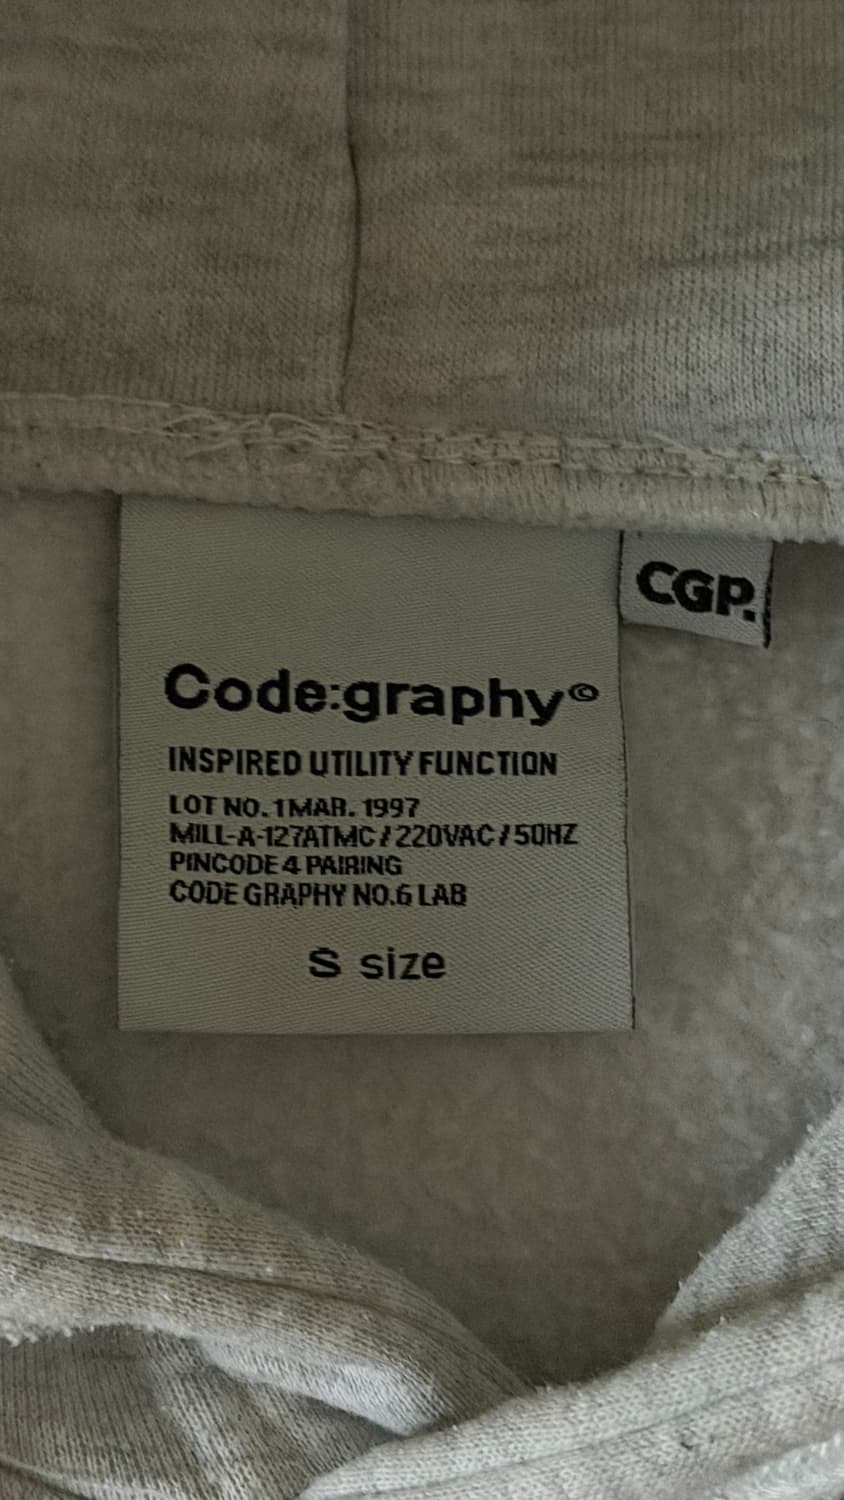 CGP.
Code:graphy©
INSPIRED UTILITY FUNCTION
LOT NO. 1 MAR. 1997
MILL-A-127ATMC / 220VAC / 50HZ
PINCODE 4 PAIRING
CODE GRAPHY NO.6 LAB
S size